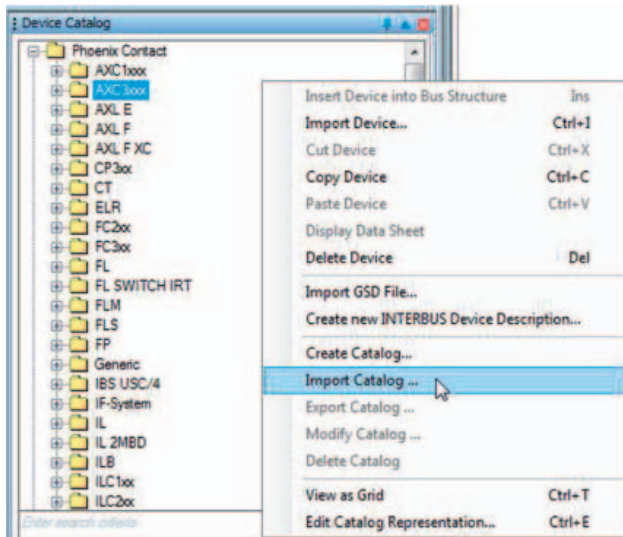 Device Catalog
Phoenix Contact
AXC1xxx
AXC3xxx
AXL E
AXL F
AXL F XC
CP3xx
CT
ELR
FC2xx
FC3xx
FL
FL SWITCH IRT
FLM
FLS
FP
Generic
IBS USC/4
IF-System
IL
IL 2MBD
ILB
ILC1xx
ILC2xx
Enter search criteria
Insert Device into Bus Structure Ins
Import Device... Ctrl+I
Cut Device Ctrl+X
Copy Device Ctrl+C
Paste Device Ctrl+V
Display Data Sheet
Delete Device Del
Import GSD File...
Create new INTERBUS Device Description...
Create Catalog...
Import Catalog ...
Export Catalog ...
Modify Catalog ...
Delete Catalog
View as Grid Ctrl+T
Edit Catalog Representation... Ctrl+E